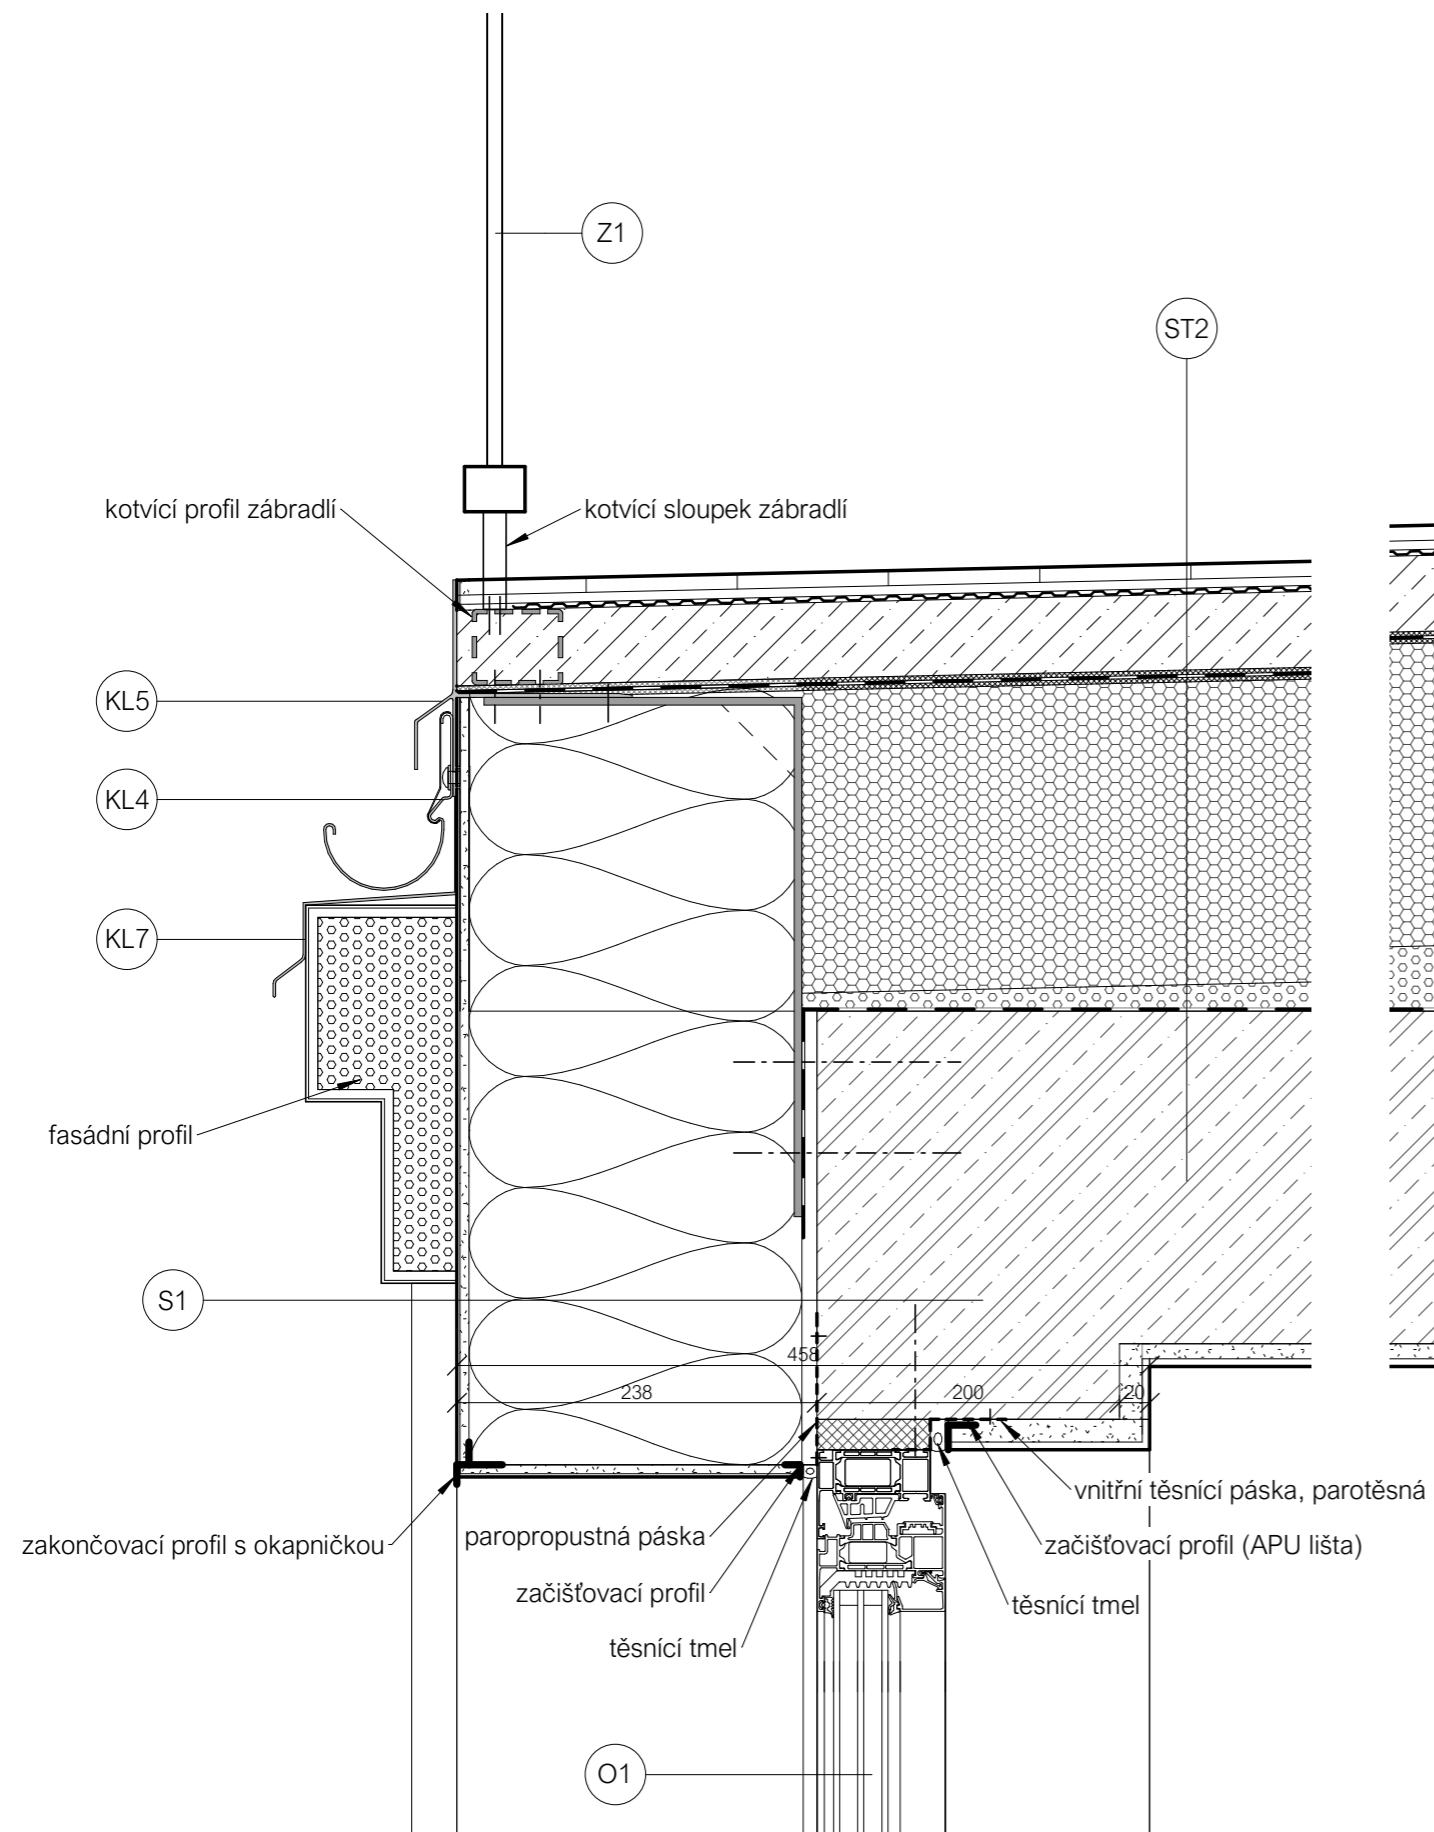 Z1
ST2
kotvící profil zábradlí
kotvící sloupek zábradlí
KL5
KL4
KL7
fasádní profil
S1
458
238
200
20
vnitřní těsnící páska, parotěsná
zakončovací profil s okapničkou
paropropustná páska
začišťovací profil (APU lišta)
začišťovací profil
těsnící tmel
těsnící tmel
O1